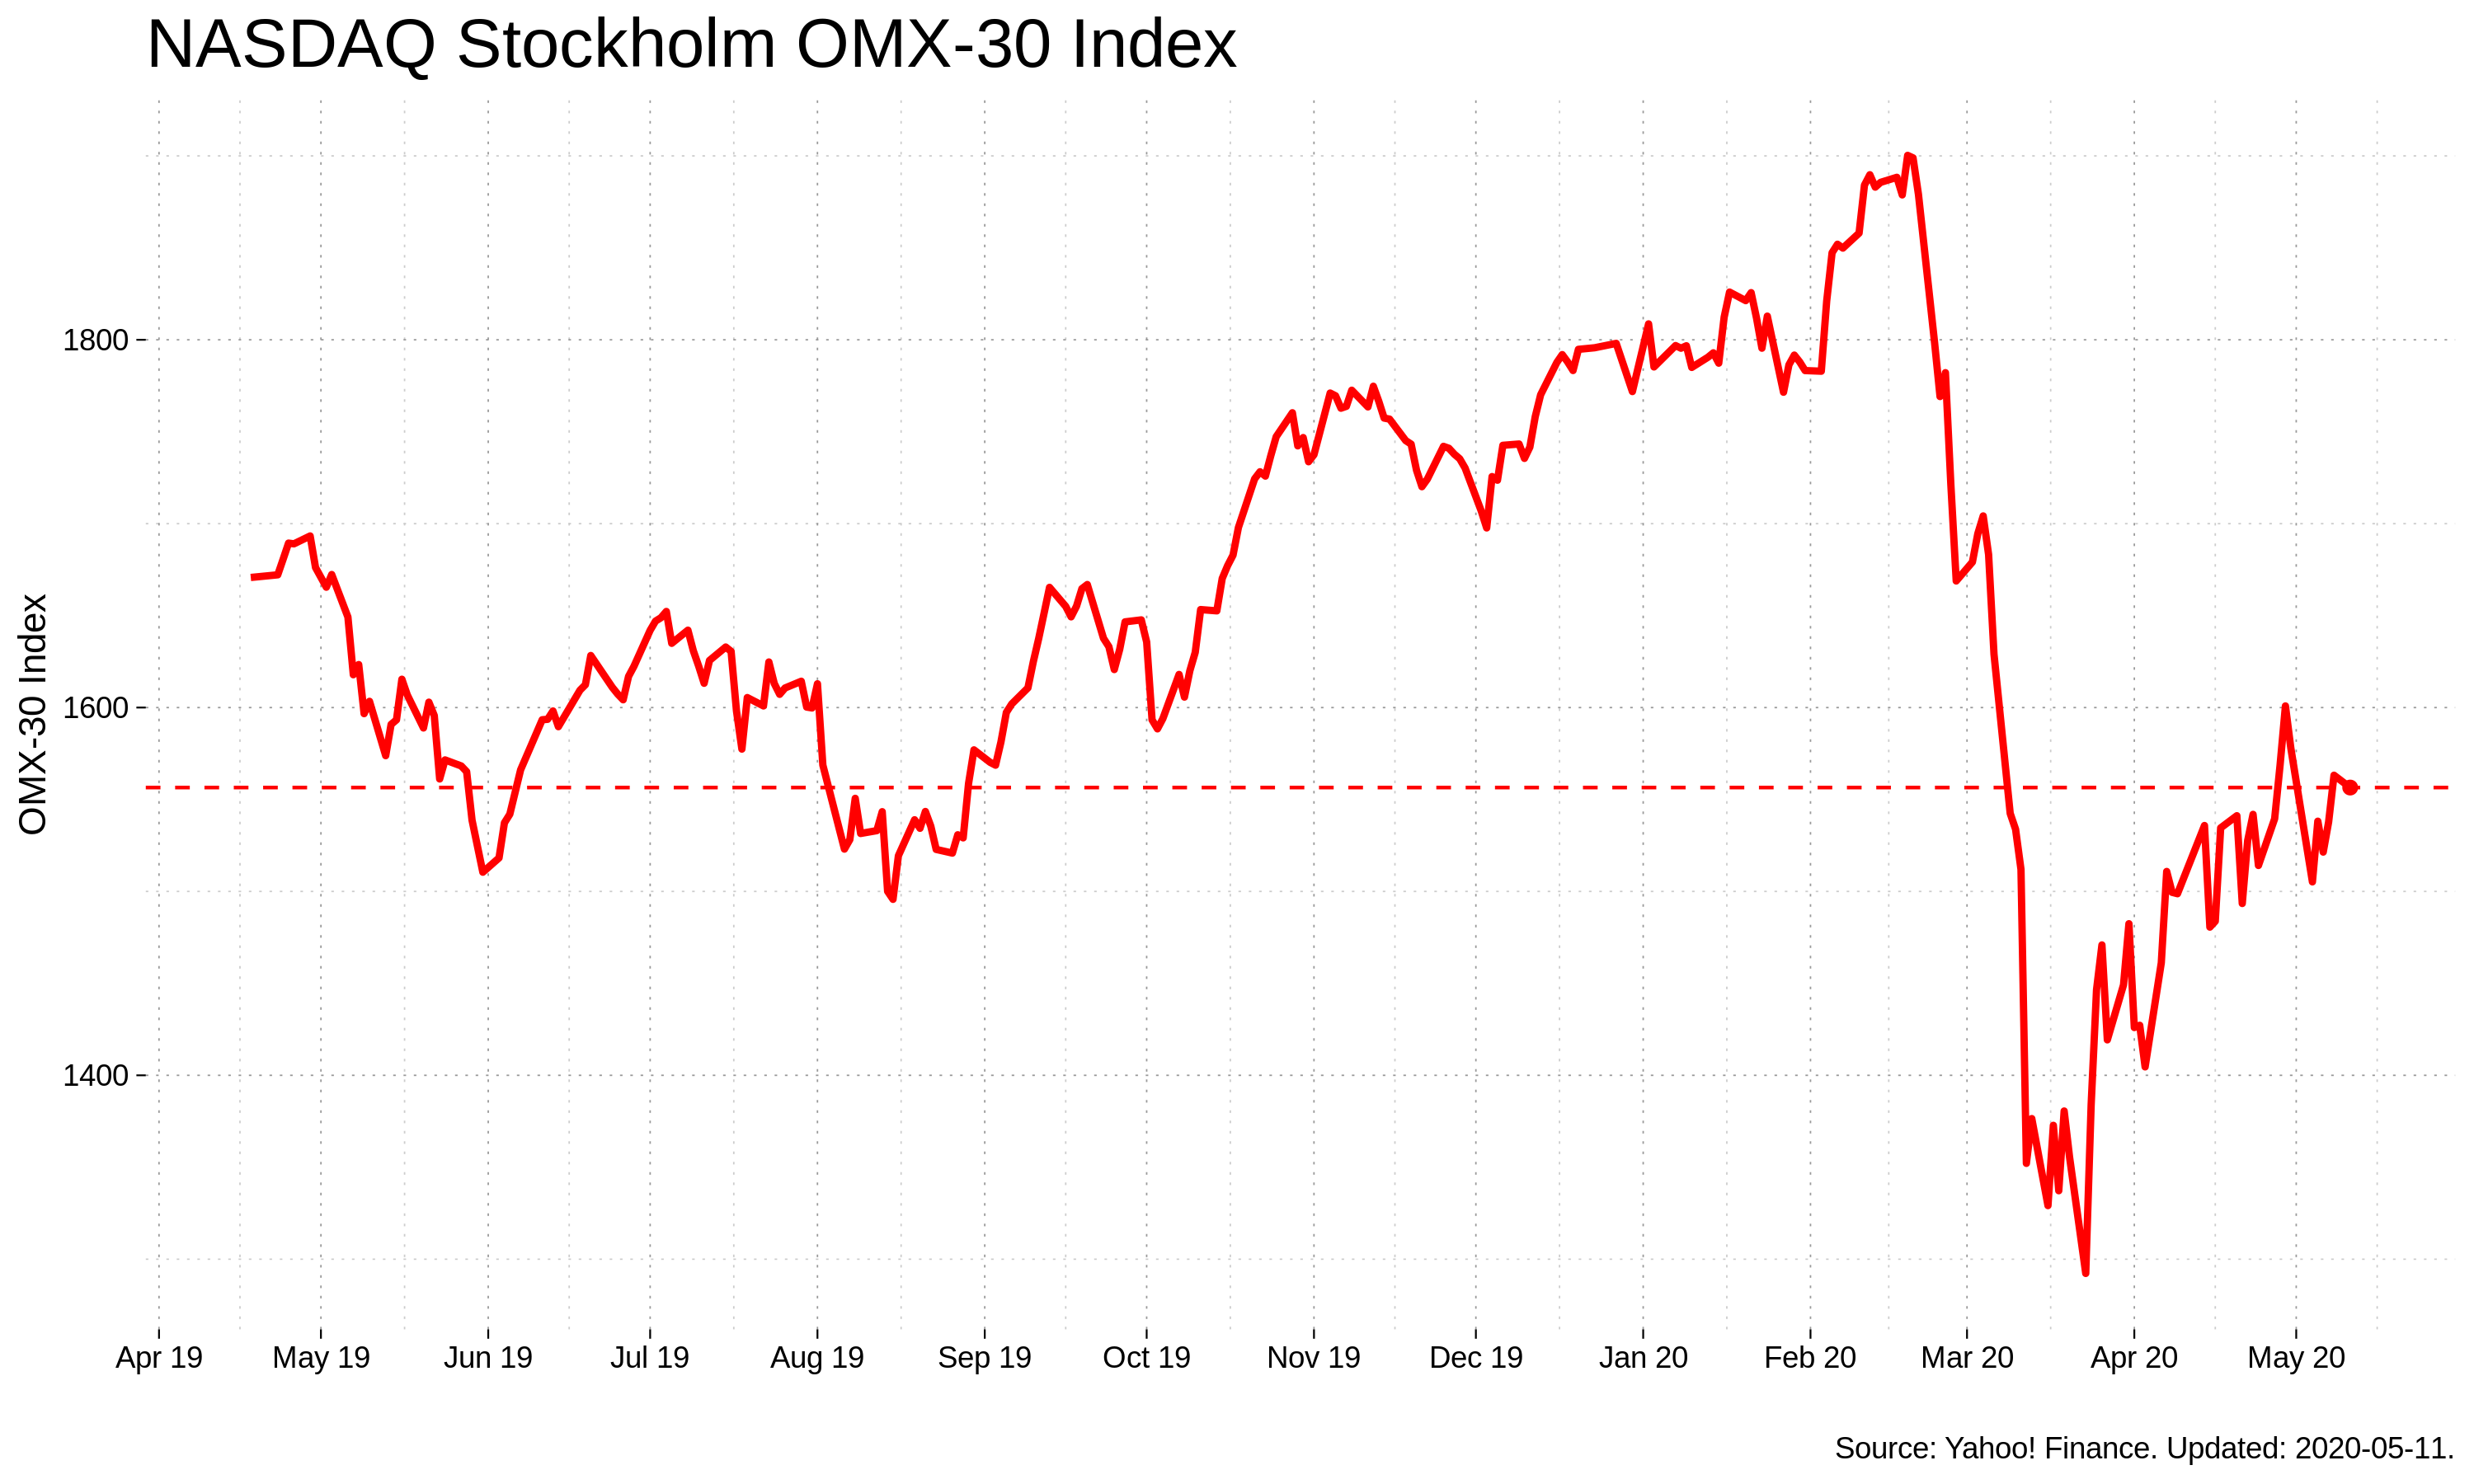 NASDAQ Stockholm OMX-30 Index
OMX-30 Index
1800
1600
1400
Apr 19 May 19 Jun 19 Jul 19 Aug 19 Sep 19 Oct 19 Nov 19 Dec 19 Jan 20 Feb 20 Mar 20 Apr 20 May 20
Source: Yahoo! Finance. Updated: 2020-05-11.